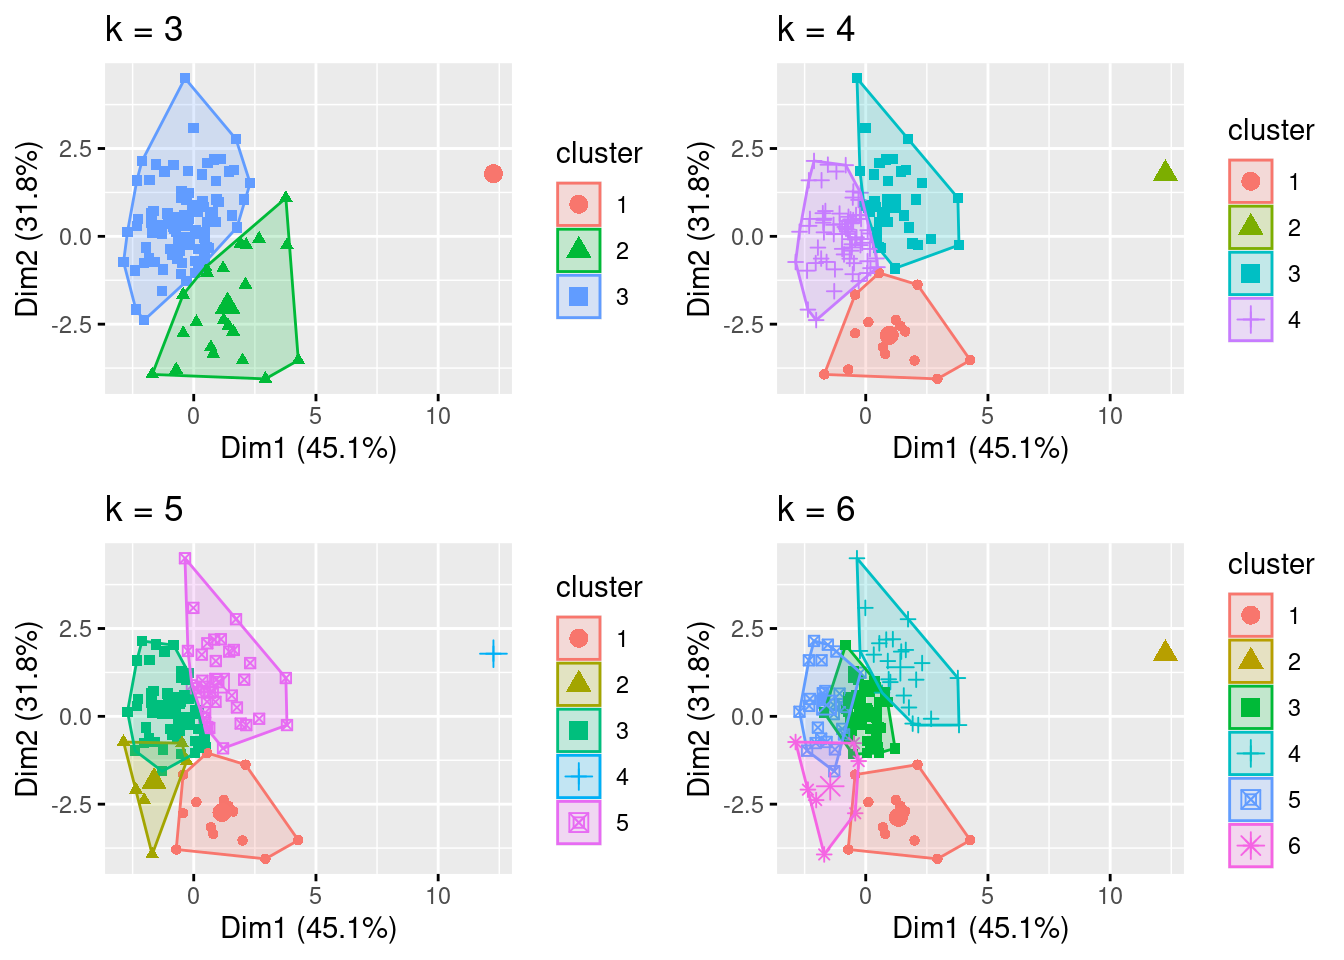 k = 3
2.5
0.0
-2.5
Dim2 (31.8%)
0 5 10
Dim1 (45.1%)
cluster
1
2
3
k = 4
2.5
0.0
-2.5
Dim2 (31.8%)
0 5 10
Dim1 (45.1%)
cluster
1
2
3
4
k = 5
2.5
0.0
-2.5
Dim2 (31.8%)
0 5 10
Dim1 (45.1%)
cluster
1
2
3
4
5
k = 6
2.5
0.0
-2.5
Dim2 (31.8%)
0 5 10
Dim1 (45.1%)
cluster
1
2
3
4
5
6